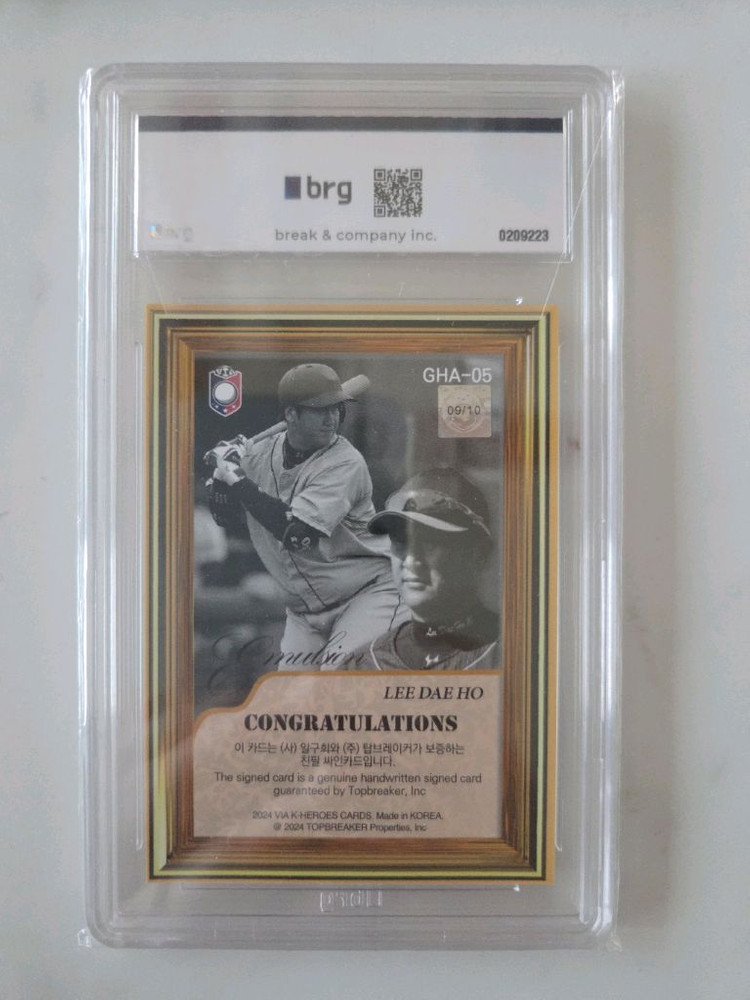 brg
break & company inc.
0209223
GHA-05
09/10
Emulsion
LEE DAE HO
CONGRATULATIONS
이 카드는 (사) 일구회와 (주) 탑브레이커가 보증하는
친필 싸인카드입니다.
The signed card is a genuine handwritten signed card
guaranteed by Topbreaker, Inc
2024 VIA K-HEROES CARDS. Made in KOREA.
@ 2024 TOPBREAKER Properties, Inc